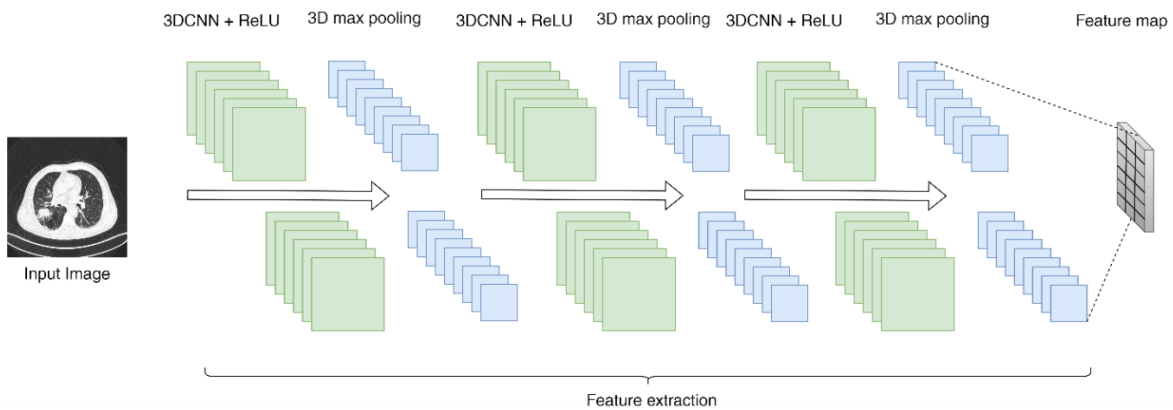 3DCNN + ReLU
3D max pooling
3DCNN + ReLU
3D max pooling
3DCNN + ReLU
3D max pooling
Feature map
Input Image
Feature extraction